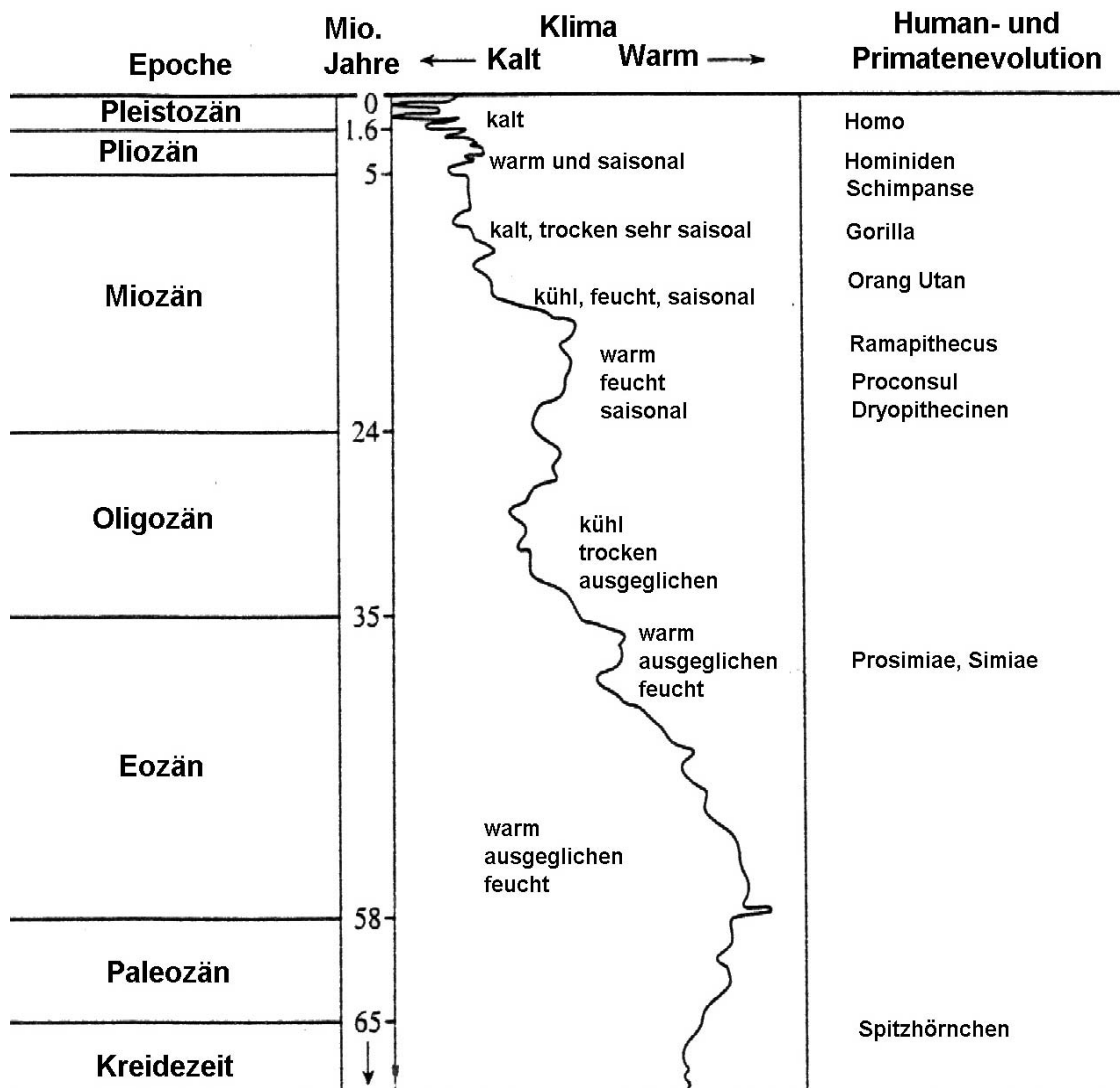 Epoche
Mio.
Jahre
Klima
Kalt
Warm
Human- und
Primatenevolution
Pleistozän
0
kalt
Homo
1.6
Pliozän
warm und saisonal
Hominiden
Schimpanse
5
kalt, trocken sehr saisoal
Gorilla
Miozän
kühl, feucht, saisonal
Orang Utan
warm
feucht
saisonal
Ramapithecus
Proconsul
Dryopithecinen
24
Oligozän
kühl
trocken
ausgeglichen
35
warm
ausgeglichen
feucht
Prosimiae, Simiae
Eozän
warm
ausgeglichen
feucht
58
Paleozän
65
Spitzhörnchen
Kreidezeit